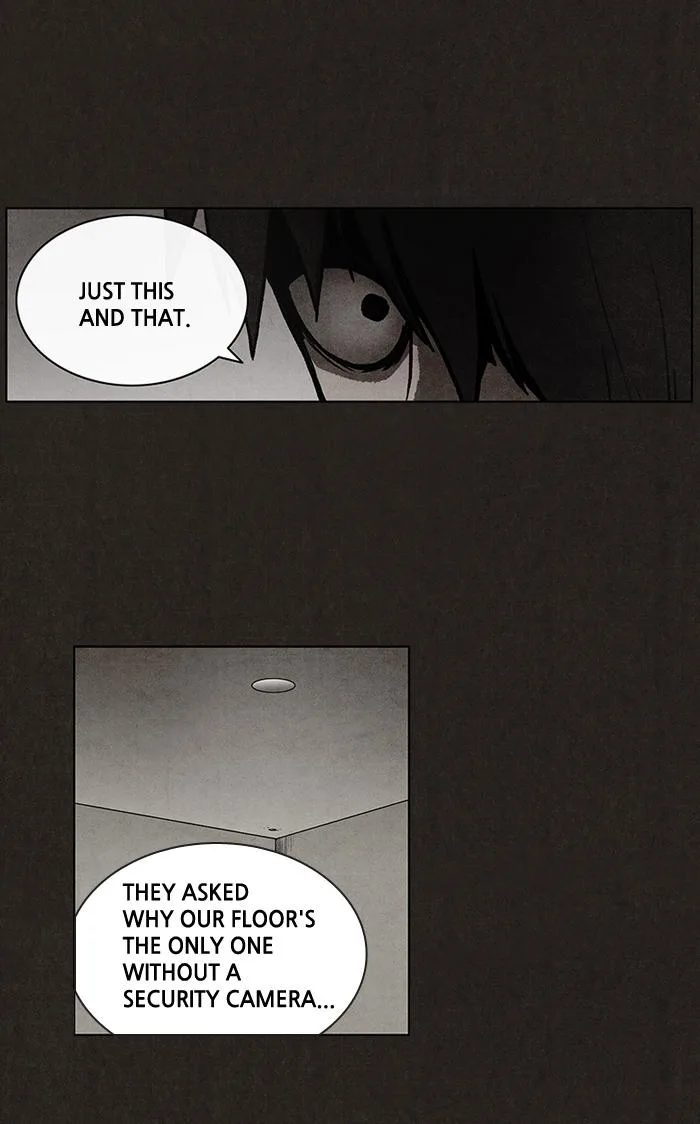 JUST THIS
AND THAT.
THEY ASKED
WHY OUR FLOOR'S
THE ONLY ONE
WITHOUT A
SECURITY CAMERA...